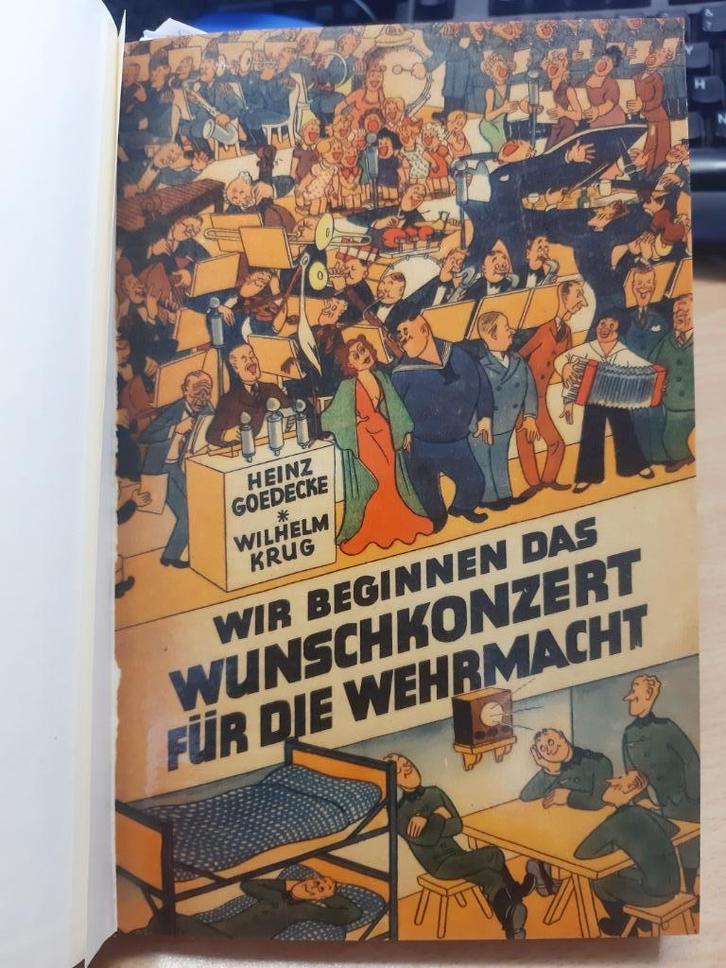 HEINZ
GOEDECKE
*
WILHELM
KRUG
WIR BEGINNEN DAS
WUNSCHKONZERT
FÜR DIE WEHRMACHT
Y
H
N